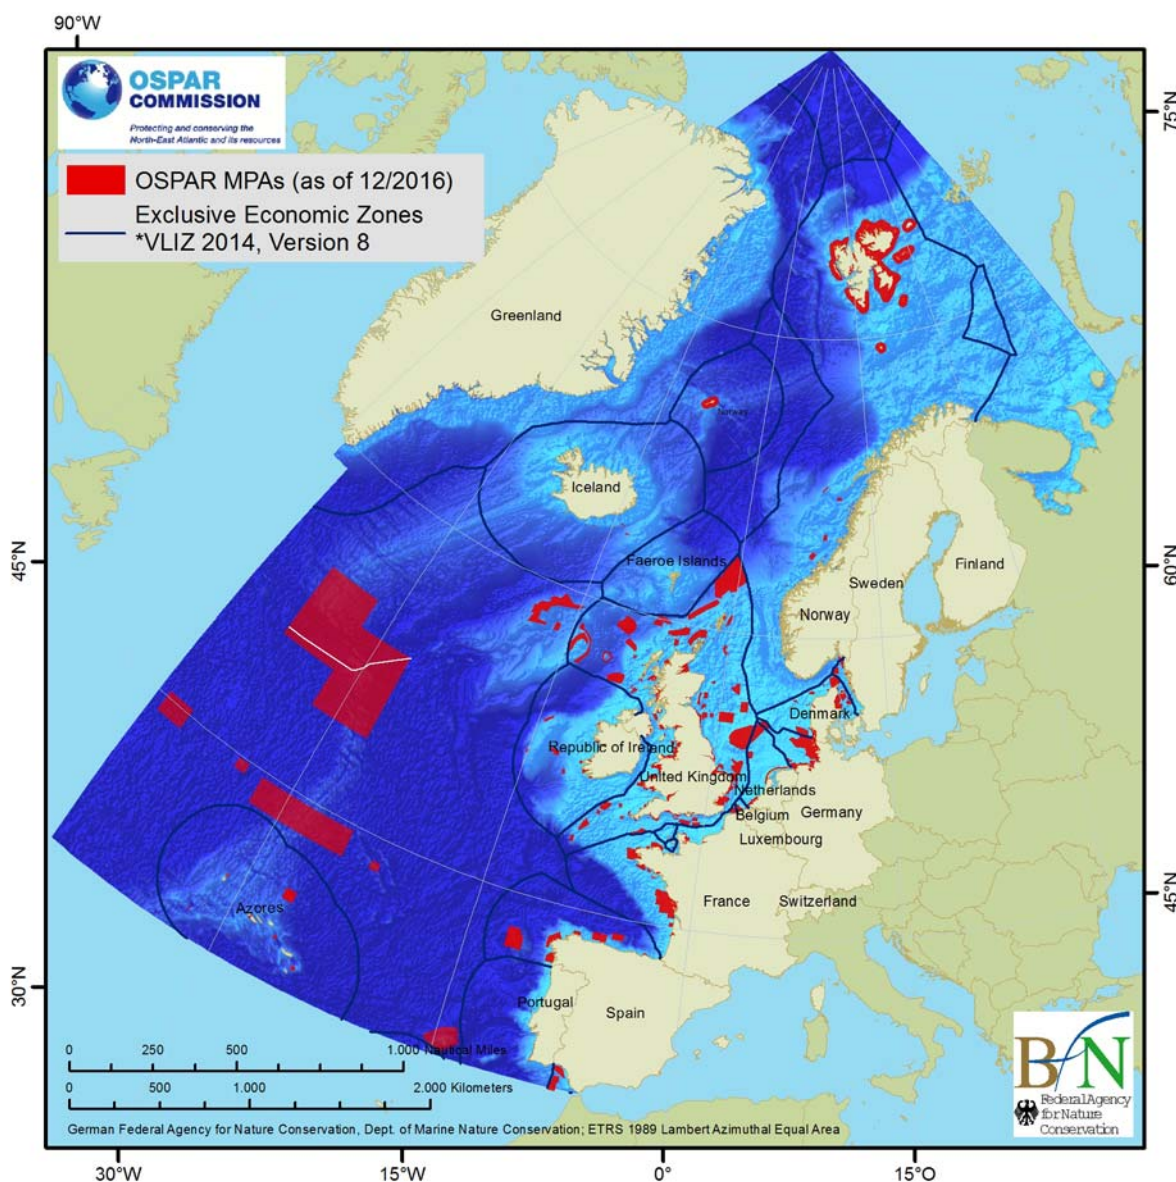 90°W
OSPAR
COMMISSION
Protecting and conserving the
North-East Atlantic and its resources
75°N
OSPAR MPAs (as of 12/2016)
Exclusive Economic Zones
*VLIZ 2014, Version 8
Greenland
Norway
Iceland
45°N
Faeroe Islands
60°N
Finland
Sweden
Norway
Denmark
Republic of Ireland
United Kingdom
Netherlands
Belgium
Germany
Luxembourg
France
Switzerland
45°N
Azores
30°N
Portugal
Spain
0 250 500 1.000 Nautical Miles
0 500 1.000 2.000 Kilometers
BfN
Federal Agency
for Nature
Conservation
German Federal Agency for Nature Conservation, Dept. of Marine Nature Conservation; ETRS 1989 Lambert Azimuthal Equal Area
30°W
15°W
0°
15°O